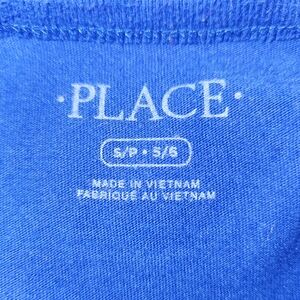 ·PLACE·
S/P • 5/6
MADE IN VIETNAM
FABRIQUÉ AU VIETNAM